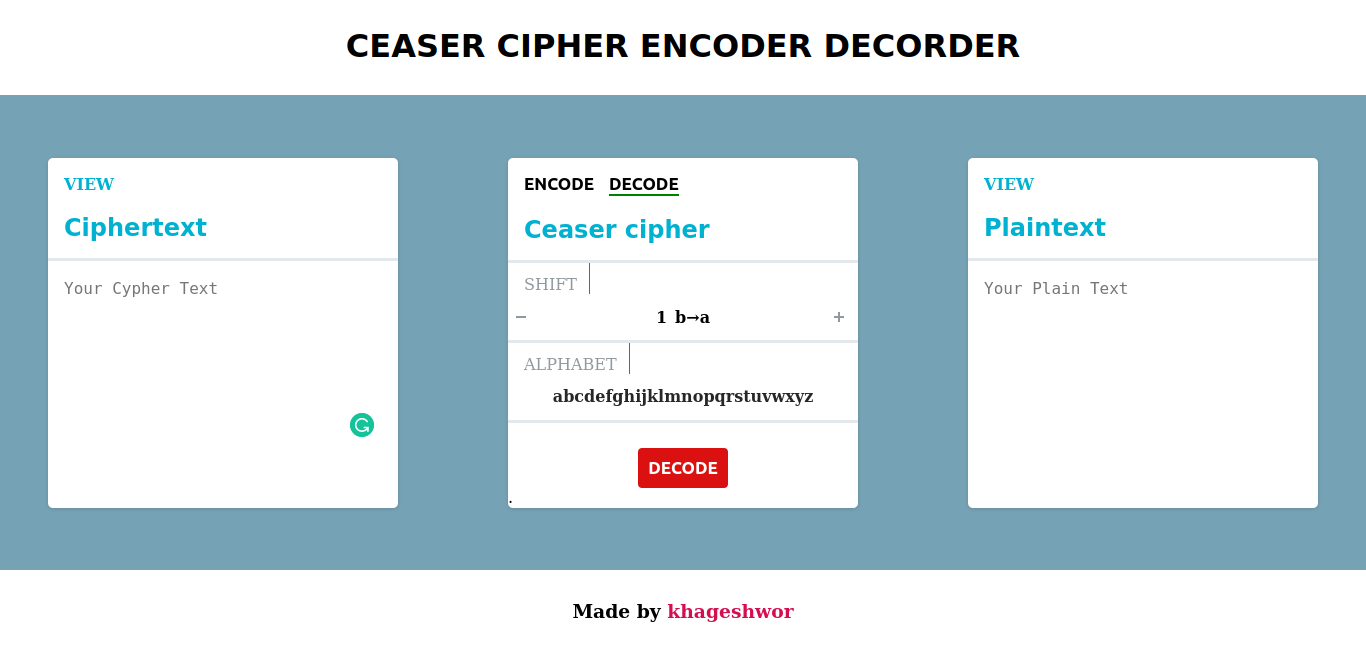 CEASER CIPHER ENCODER DECORDER
VIEW
Ciphertext
Your Cypher Text
ENCODE DECODE
Ceaser cipher
SHIFT
− 1 b→a +
ALPHABET
abcdefghijklmnopqrstuvwxyz
DECODE
.
VIEW
Plaintext
Your Plain Text
Made by khageshwor